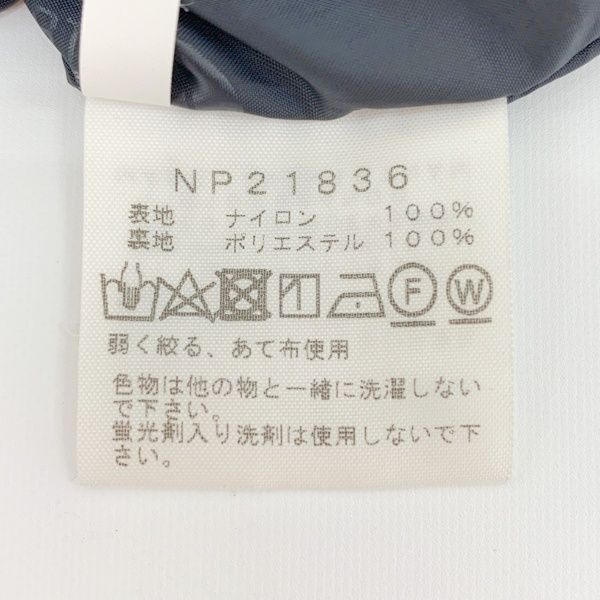 NP21836
表地 ナイロン 100%
裏地 ポリエステル 100%
F W
弱く絞る、あて布使用
色物は他の物と一緒に洗濯しない
で下さい。
蛍光剤入り洗剤は使用しないで下
さい。